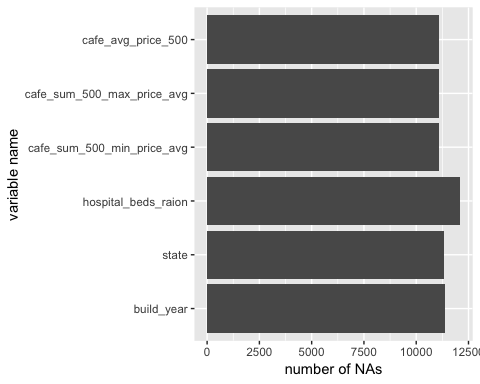 cafe_avg_price_500
cafe_sum_500_max_price_avg
cafe_sum_500_min_price_avg
hospital_beds_raion
state
build_year
variable name
0 2500 5000 7500 10000 12500
number of NAs